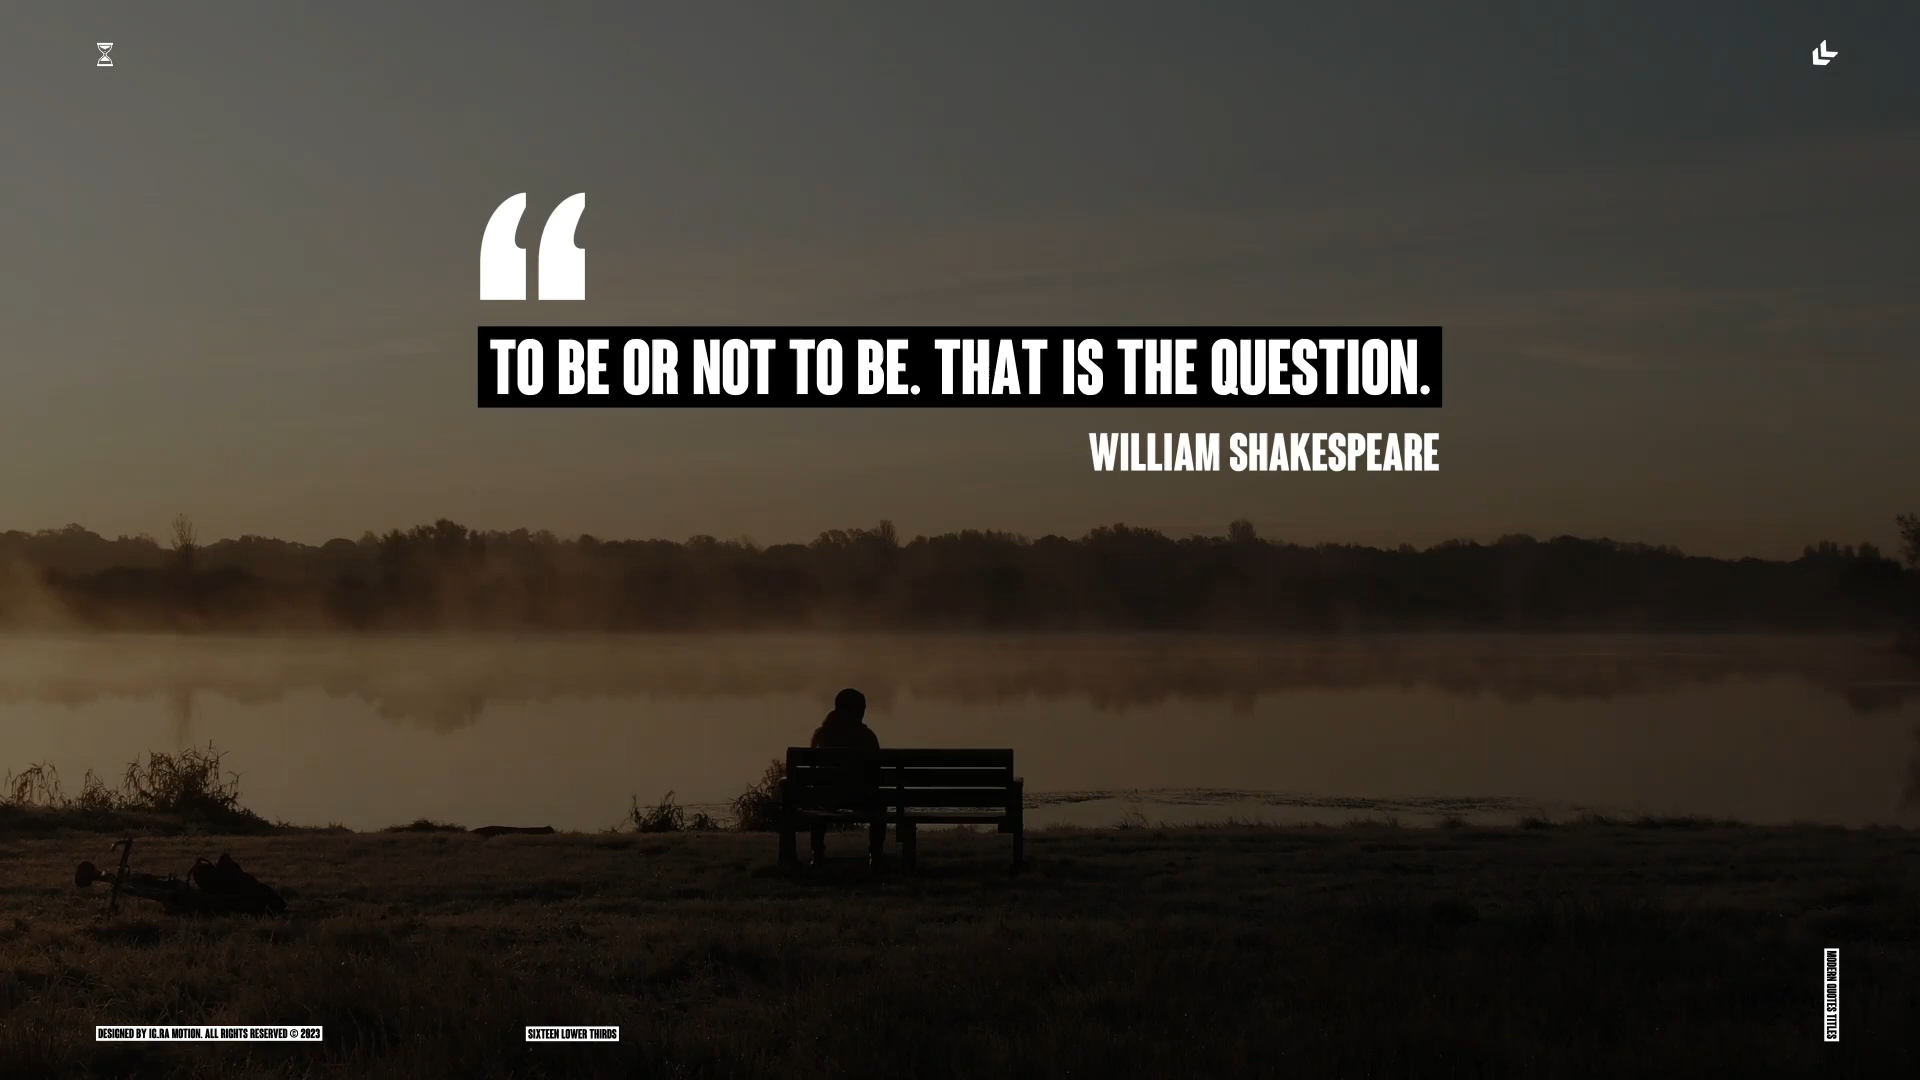 “
TO BE OR NOT TO BE. THAT IS THE QUESTION.
WILLIAM SHAKESPEARE
DESIGNED BY IG.RA MOTION. ALL RIGHTS RESERVED © 2023
SIXTEEN LOWER THIRDS
MODERN QUOTES TITLES